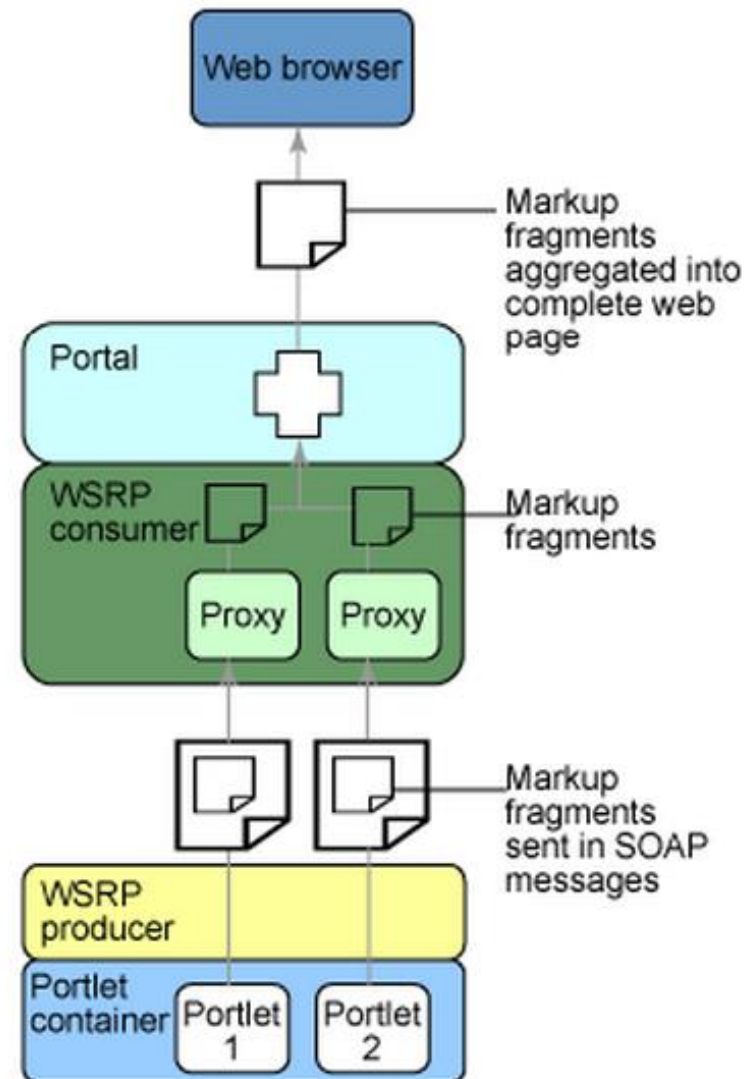 Web browser
Markup
fragments
aggregated into
complete web
page
Portal
WSRP
consumer
Markup
fragments
Proxy
Proxy
Markup
fragments
sent in SOAP
messages
WSRP
producer
Portlet
container
Portlet
1
Portlet
2